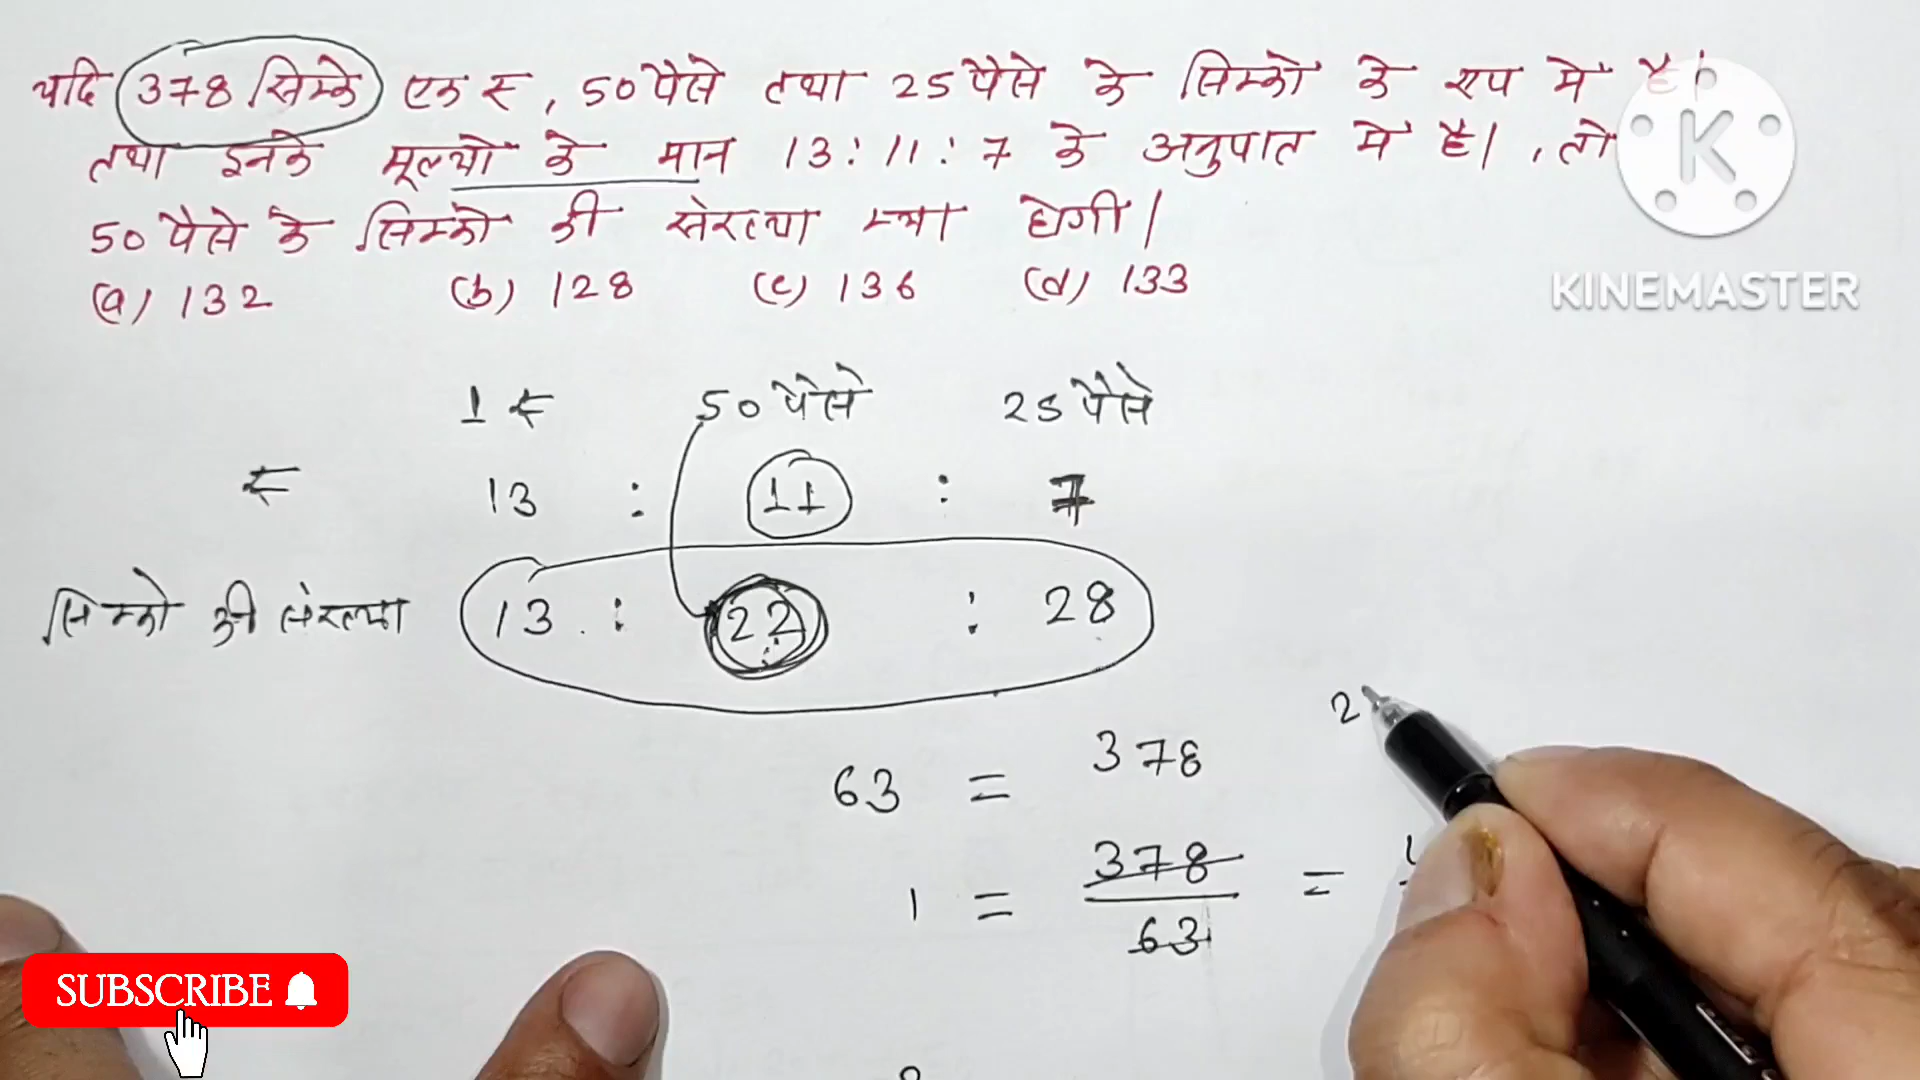 यदि 378 सिक्के एक रु, 50 पैसे तथा 25 पैसे के सिक्को के रूप मे है।
तथा इनके मूल्यो के मान 13 : 11 : 7 के अनुपात मे है। , तो
50 पैसे के सिक्को की संख्या क्या होगी।
(a) 132 (b) 128 (c) 136 (d) 133
KINEMASTER
1 रु 50 पैसे 25 पैसे
रु 13 : 11 : 7
सिक्को की संख्या 13 : 22 : 28
2
63 = 378
1 = 378/63 =
SUBSCRIBE